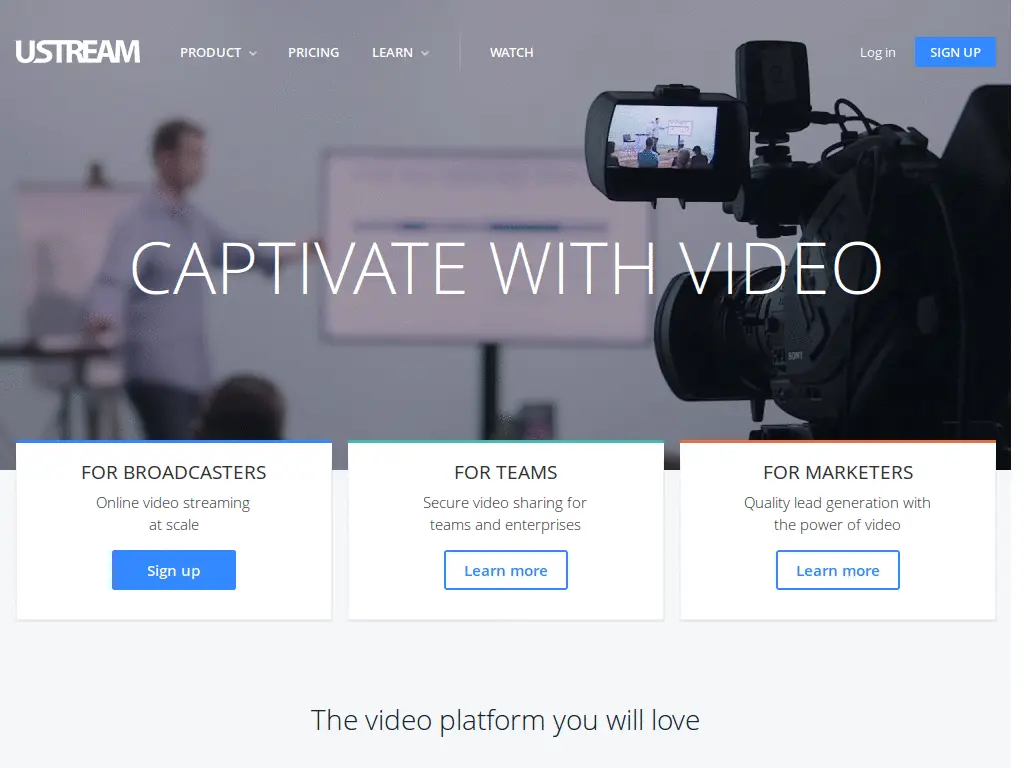 USTREAM
PRODUCT
PRICING
LEARN
WATCH
Log in
SIGN UP
CAPTIVATE WITH VIDEO
SONY
FOR BROADCASTERS
Online video streaming
at scale
Sign up
FOR TEAMS
Secure video sharing for
teams and enterprises
Learn more
FOR MARKETERS
Quality lead generation with
the power of video
Learn more
The video platform you will love